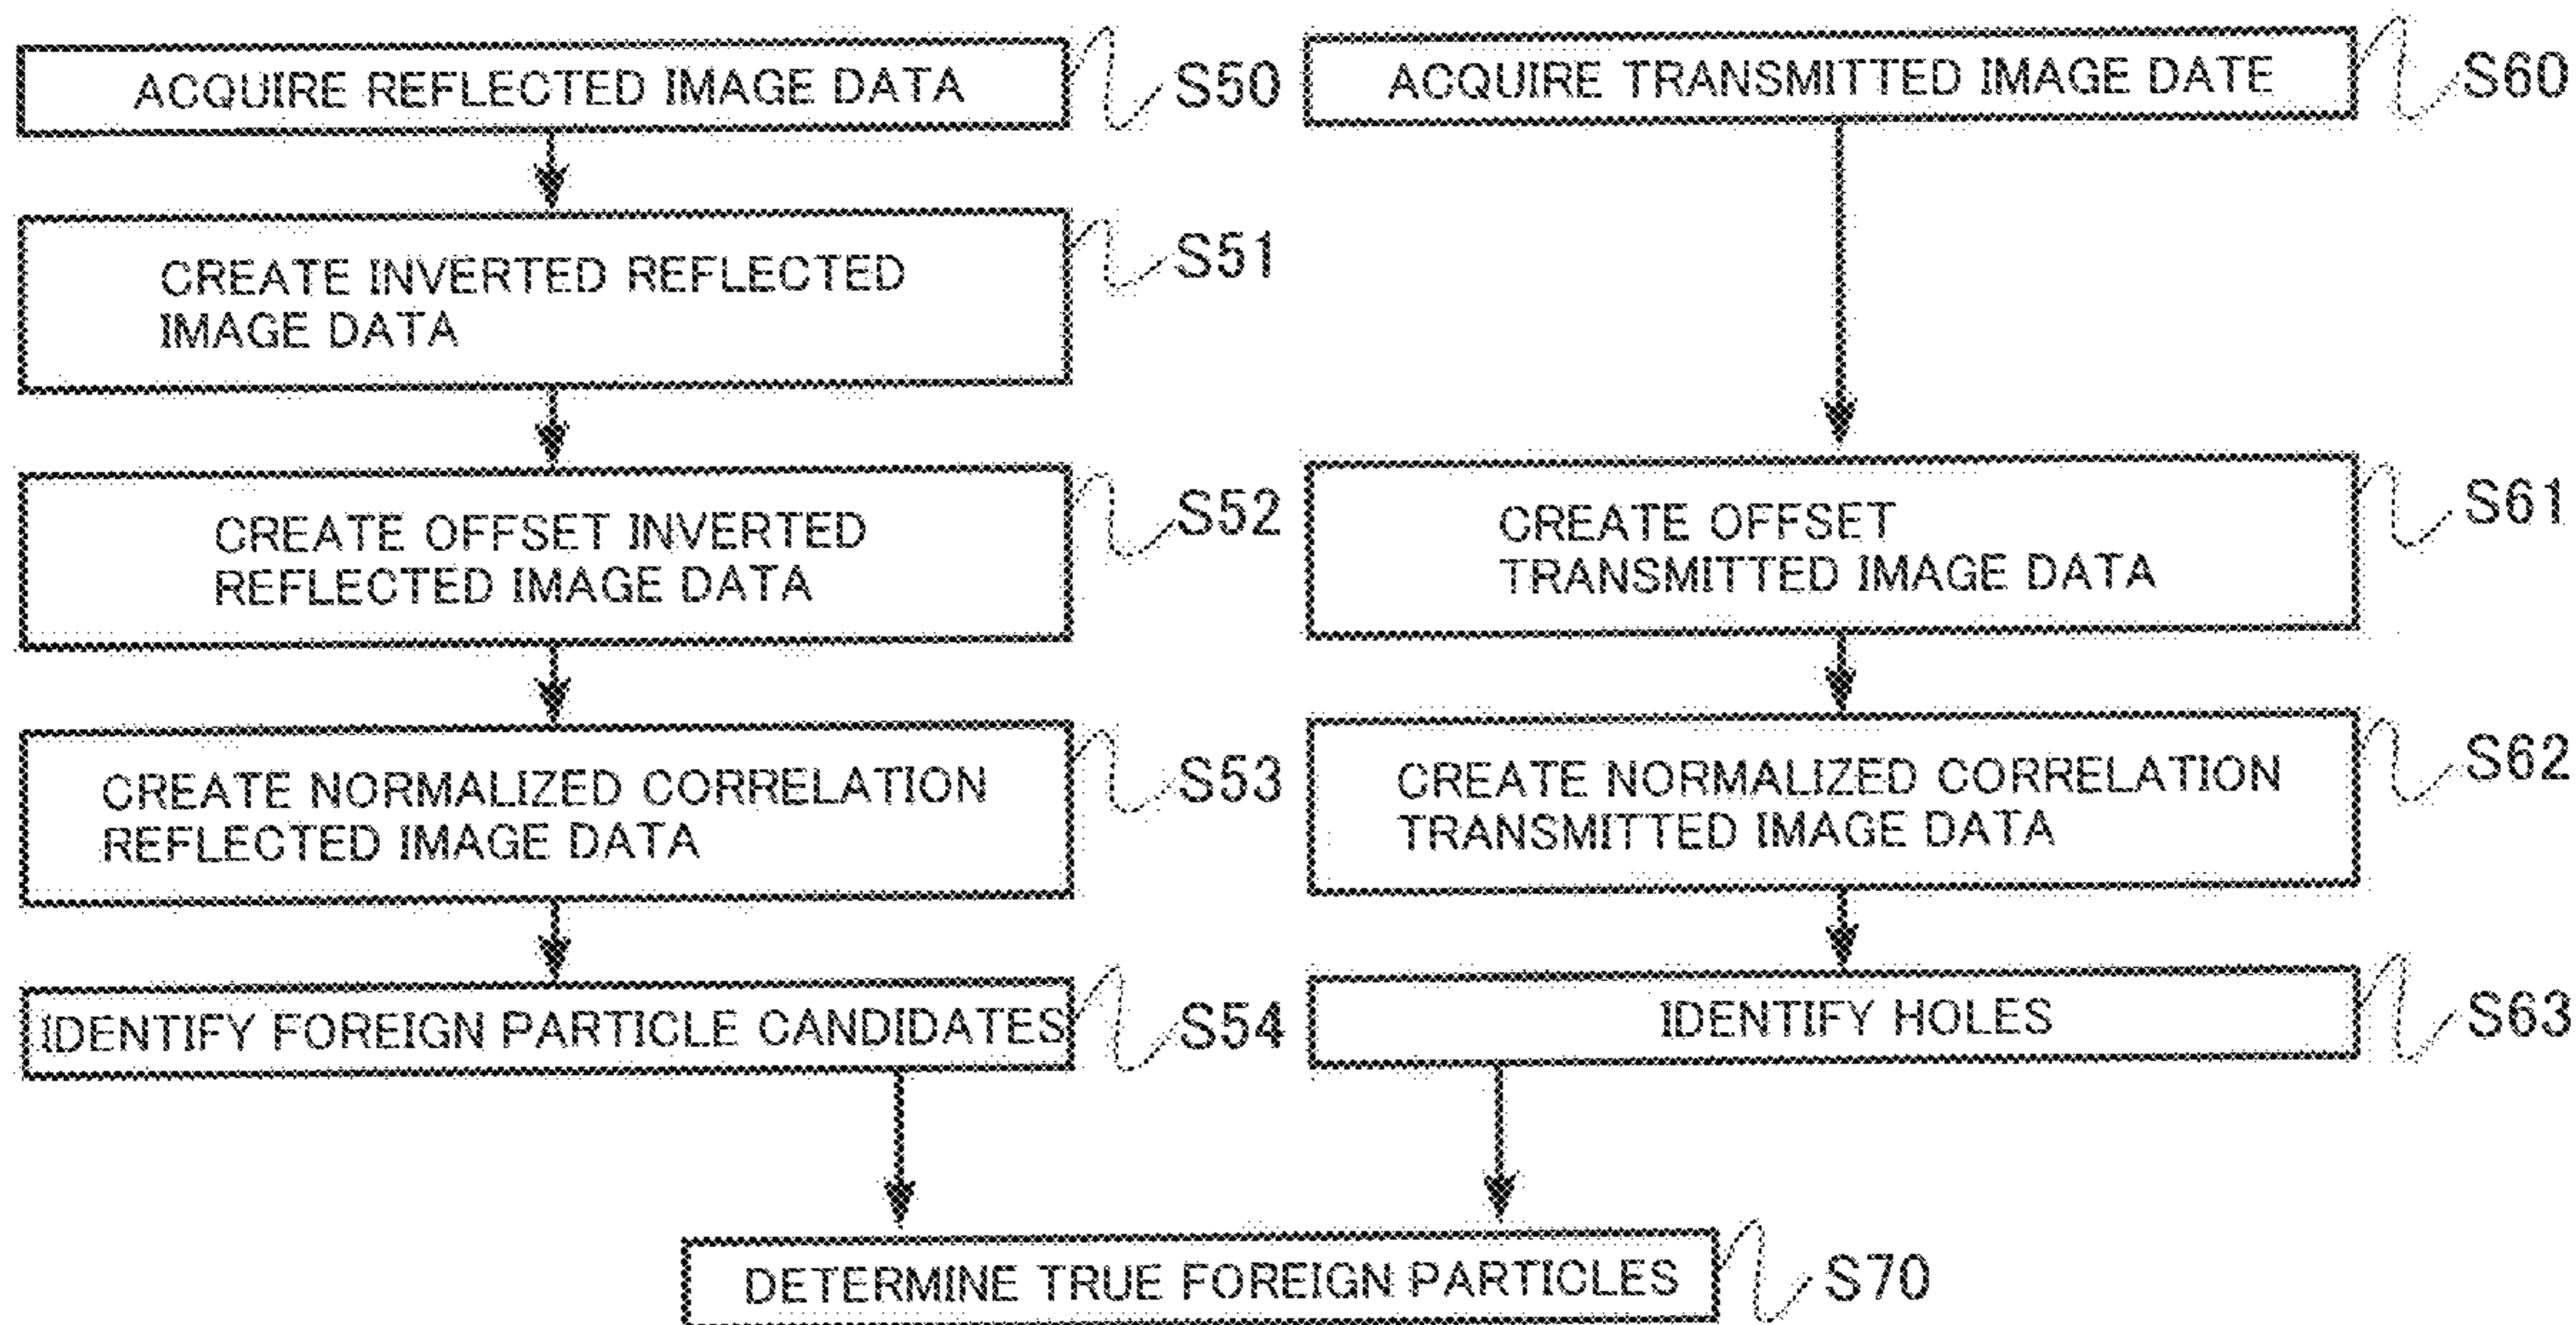 ACQUIRE REFLECTED IMAGE DATA
S50
CREATE INVERTED REFLECTED
IMAGE DATA
S51
CREATE OFFSET INVERTED
REFLECTED IMAGE DATA
S52
CREATE NORMALIZED CORRELATION
REFLECTED IMAGE DATA
S53
IDENTIFY FOREIGN PARTICLE CANDIDATES
S54
ACQUIRE TRANSMITTED IMAGE DATE
S60
CREATE OFFSET
TRANSMITTED IMAGE DATA
S61
CREATE NORMALIZED CORRELATION
TRANSMITTED IMAGE DATA
S62
IDENTIFY HOLES
S63
DETERMINE TRUE FOREIGN PARTICLES
S70